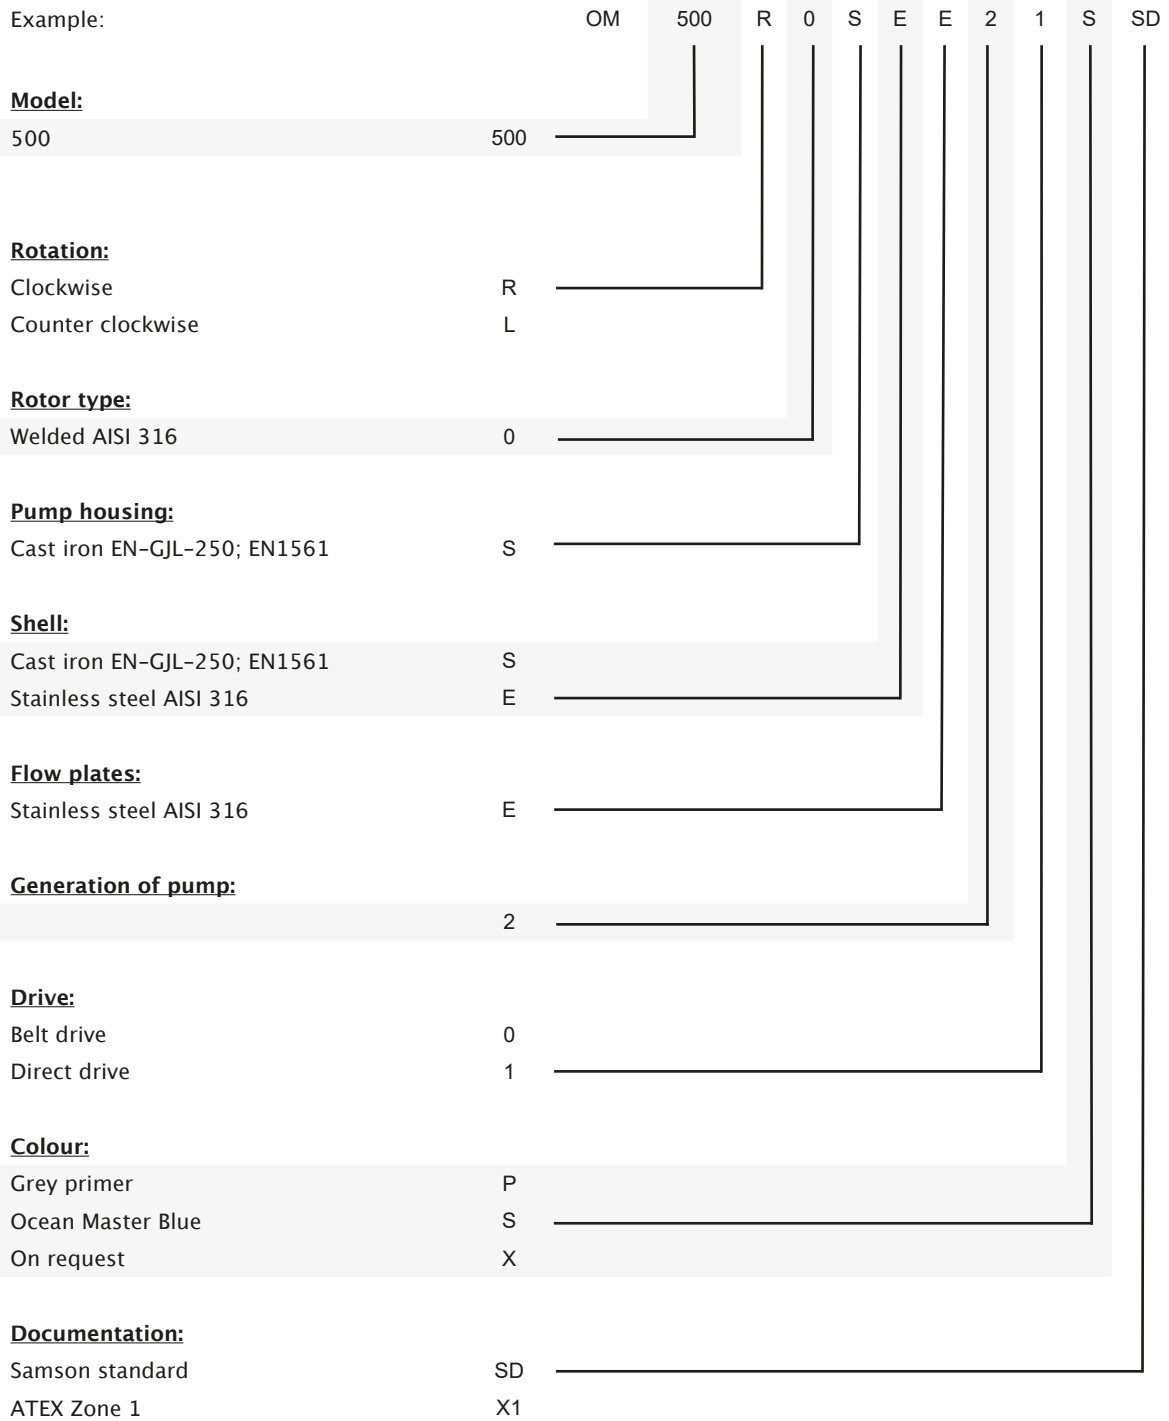 Example: OM 500 R 0 S E E 2 1 S SD
Model:
500 500
Rotation:
Clockwise R
Counter clockwise L
Rotor type:
Welded AISI 316 0
Pump housing:
Cast iron EN-GJL-250; EN1561 S
Shell:
Cast iron EN-GJL-250; EN1561 S
Stainless steel AISI 316 E
Flow plates:
Stainless steel AISI 316 E
Generation of pump:
2
Drive:
Belt drive 0
Direct drive 1
Colour:
Grey primer P
Ocean Master Blue S
On request X
Documentation:
Samson standard SD
ATEX Zone 1 X1